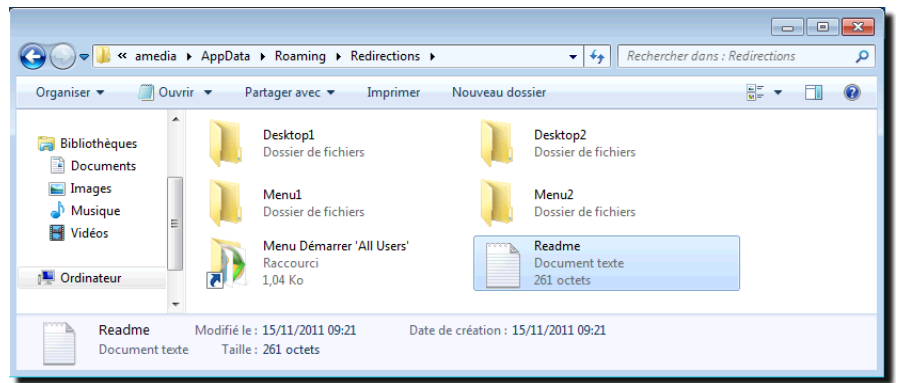 « amedia ▸ AppData ▸ Roaming ▸ Redirections ▸ Rechercher dans : Redirections
Organiser Ouvrir Partager avec Imprimer Nouveau dossier
Bibliothèques
Documents
Images
Musique
Vidéos
Ordinateur
Desktop1
Dossier de fichiers
Desktop2
Dossier de fichiers
Menu1
Dossier de fichiers
Menu2
Dossier de fichiers
Menu Démarrer 'All Users'
Raccourci
1,04 Ko
Readme
Document texte
261 octets
Readme Modifié le : 15/11/2011 09:21 Date de création : 15/11/2011 09:21
Document texte Taille : 261 octets